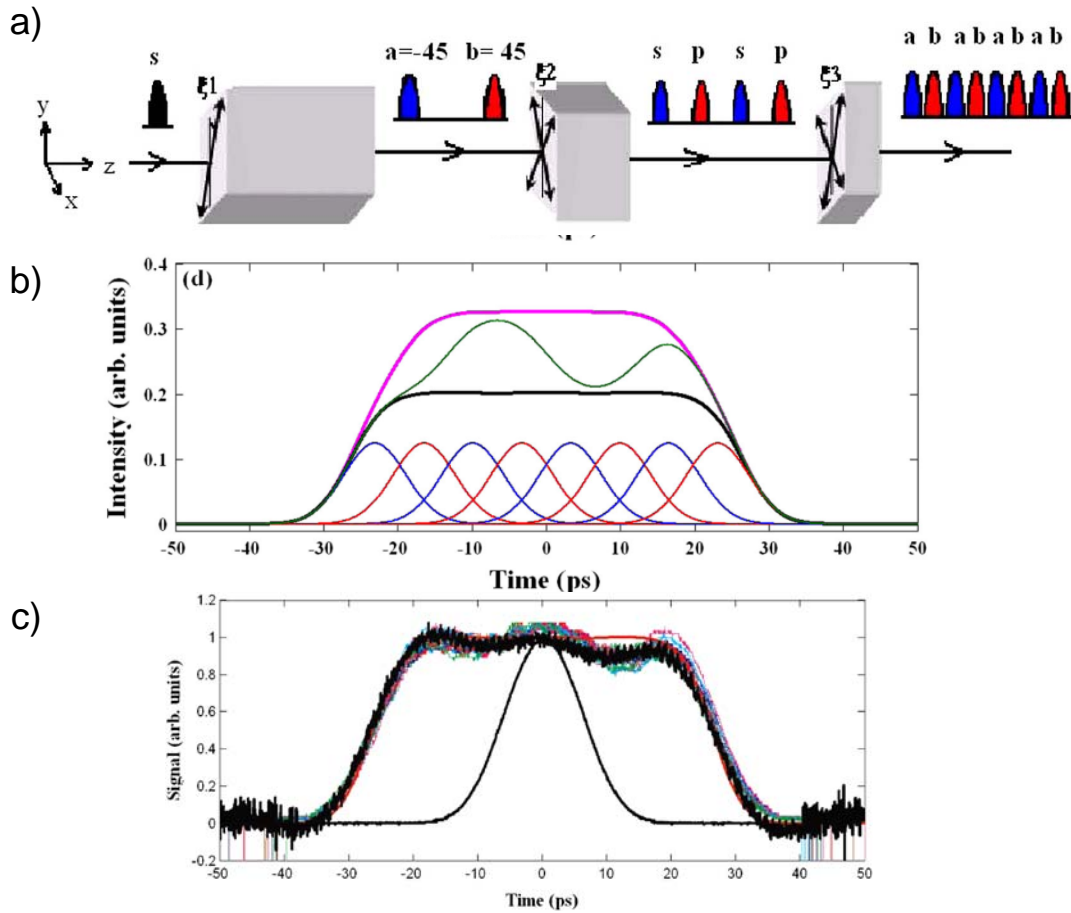 a)
s
ξ1
a=-45 b= 45
ξ2
s p s p
ξ3
a b a b a b a b
y
z
x
b)
(d)
Intensity (arb. units)
0.4
0.3
0.2
0.1
0
-50 -40 -30 -20 -10 0 10 20 30 40 50
Time (ps)
c)
Signal (arb. units)
1.2
1
0.8
0.6
0.4
0.2
0
-0.2
-50 -40 -30 -20 -10 0 10 20 30 40 50
Time (ps)